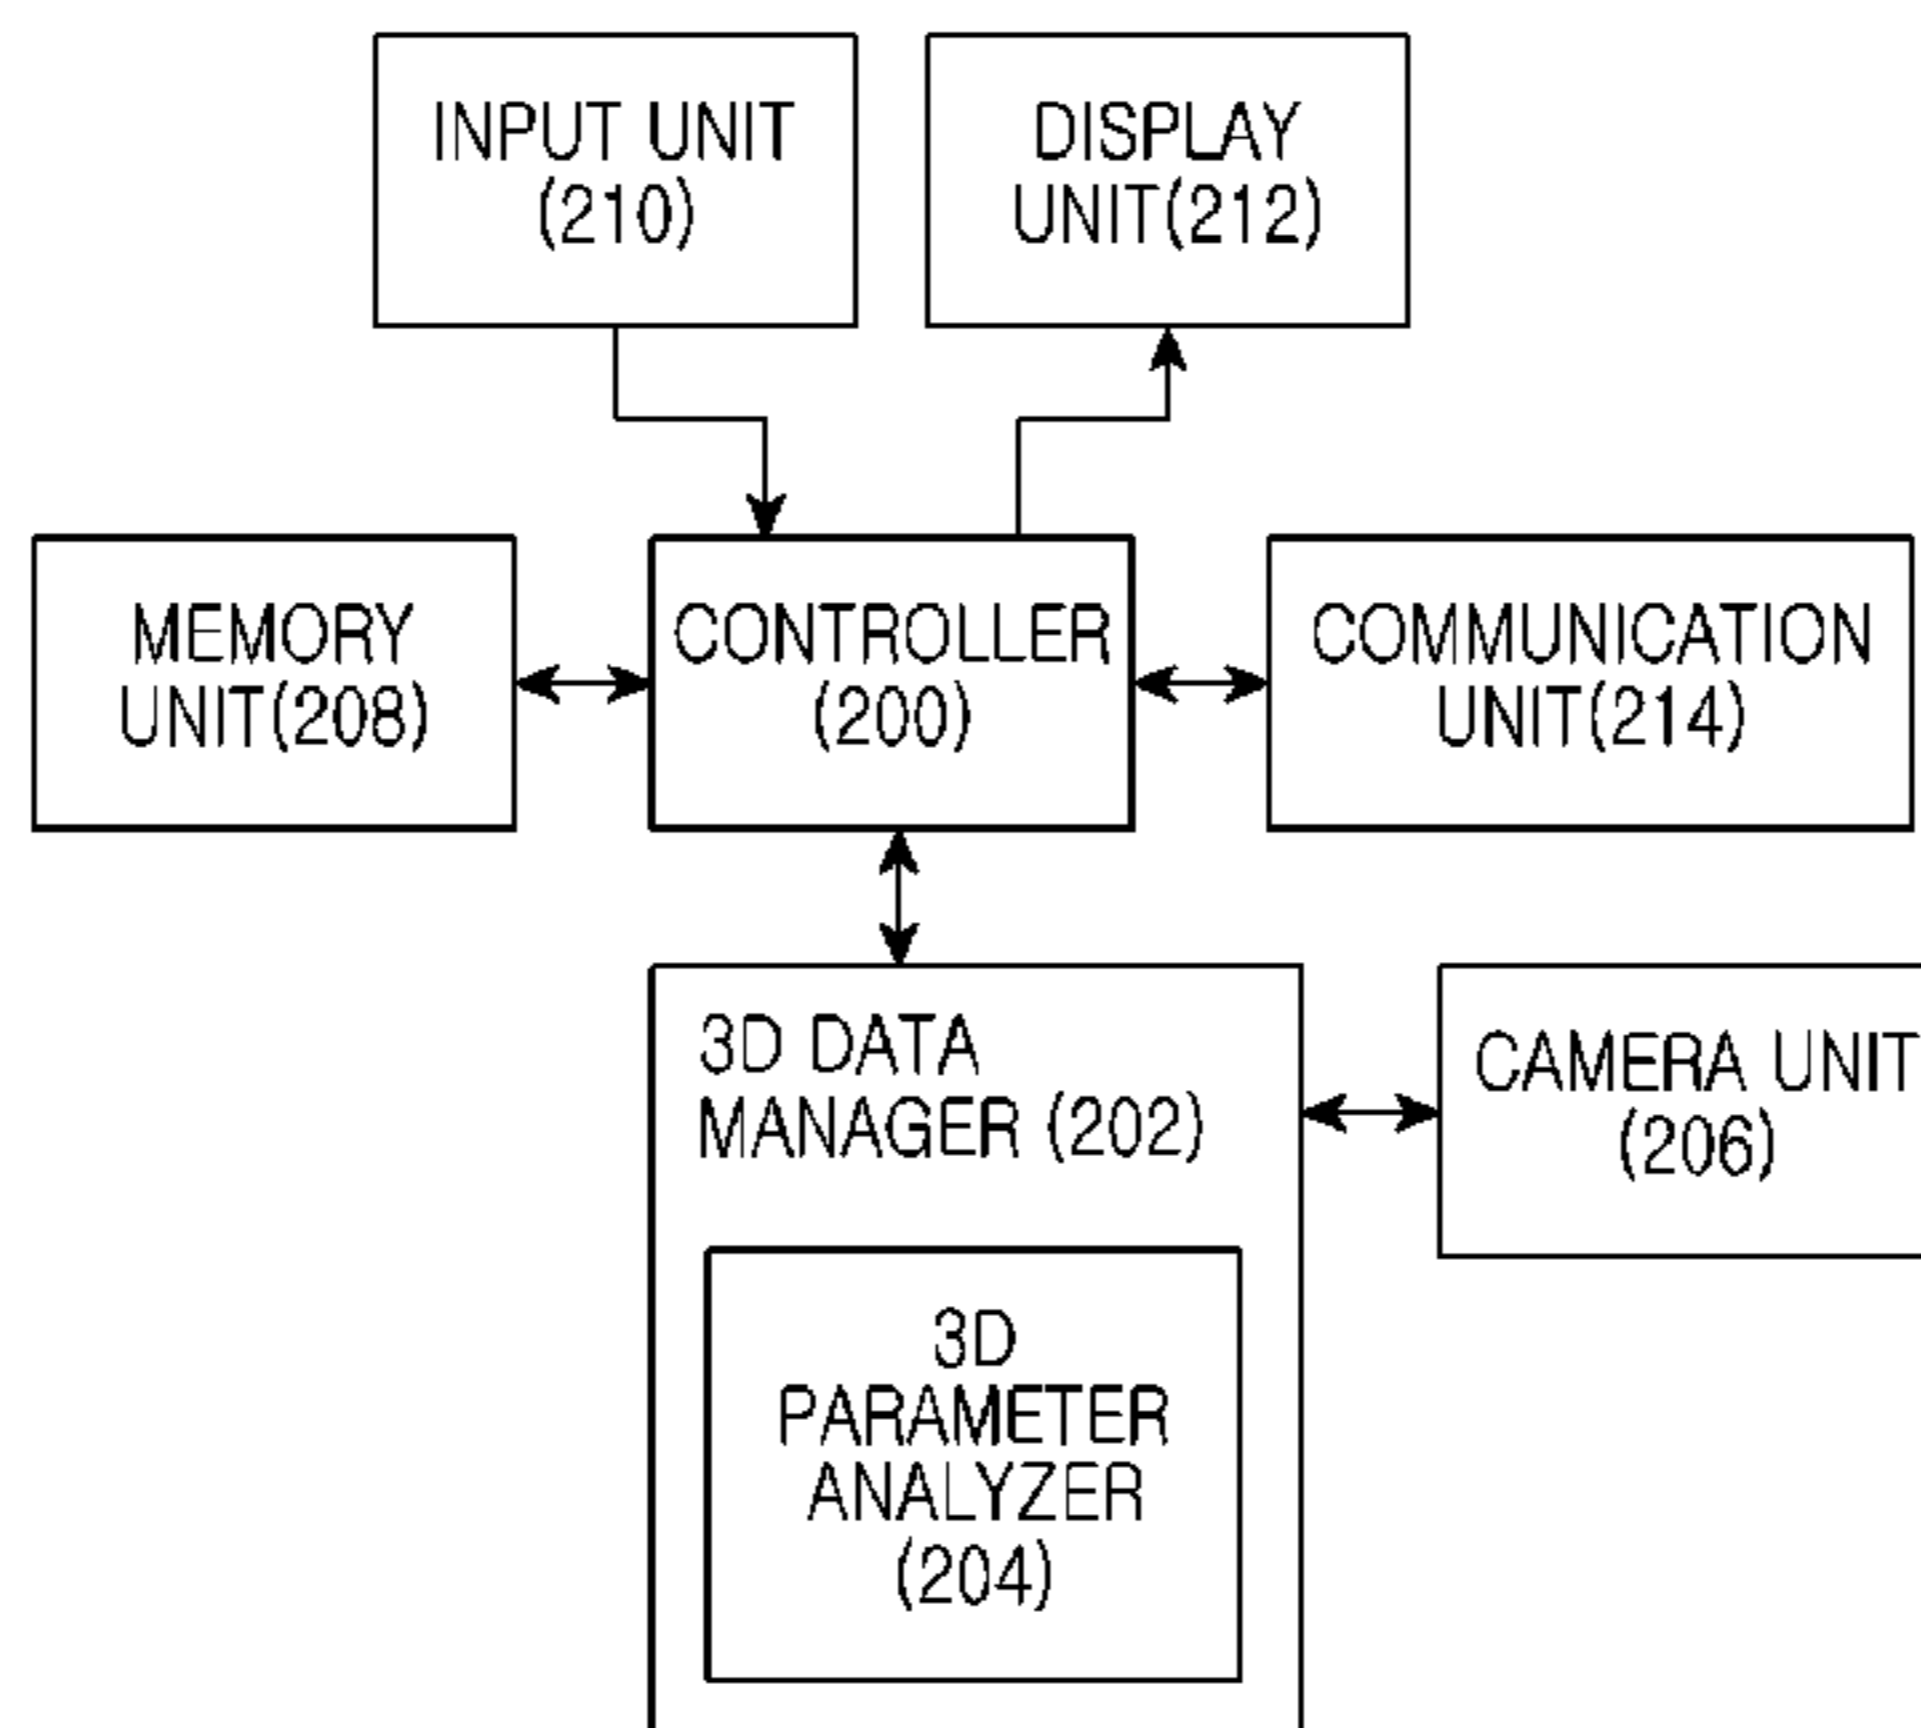 INPUT UNIT
(210)
DISPLAY
UNIT(212)
MEMORY
UNIT(208)
CONTROLLER
(200)
COMMUNICATION
UNIT(214)
3D DATA
MANAGER (202)
CAMERA UNIT
(206)
3D
PARAMETER
ANALYZER
(204)